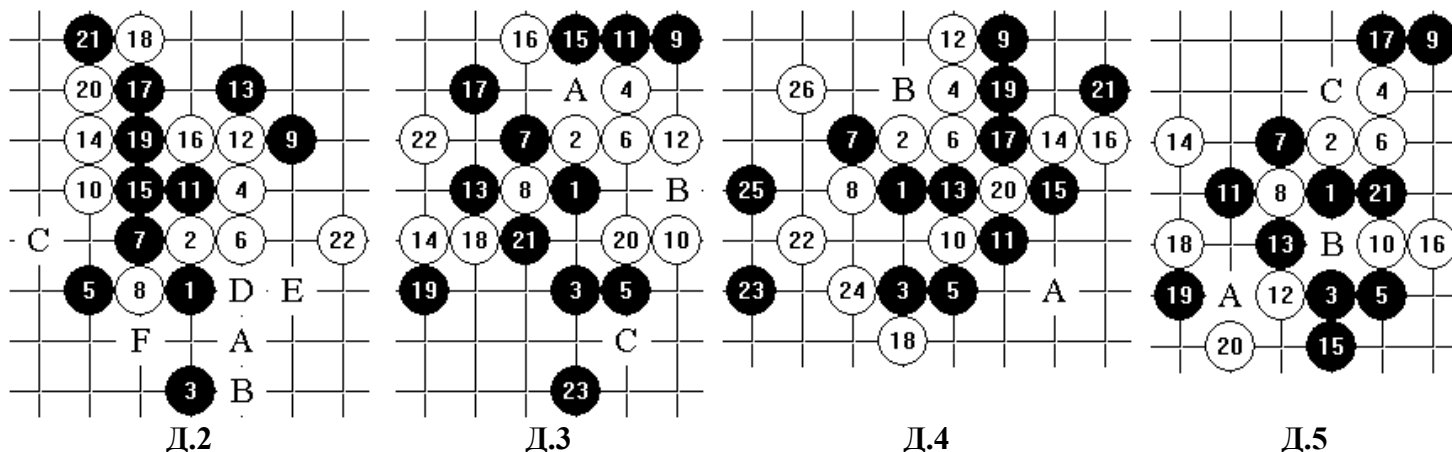 21 18
20 17 13
14 19 16 12 9
10 15 11 4
C 7 2 6 22
5 8 1 D E
F A
3 B
Д.2
16 15 11 9
17 A 4
22 7 2 6 12
13 8 1 B
14 18 21 20 10
19 3 5
C
23
Д.3
12 9
26 B 4 19 21
7 2 6 17 14 16
25 8 1 13 20 15
22 10 11
23 24 3 5 A
18
Д.4
17 9
C 4
14 7 2 6
11 8 1 21
18 13 B 10 16
19 A 12 3 5
20 15
Д.5